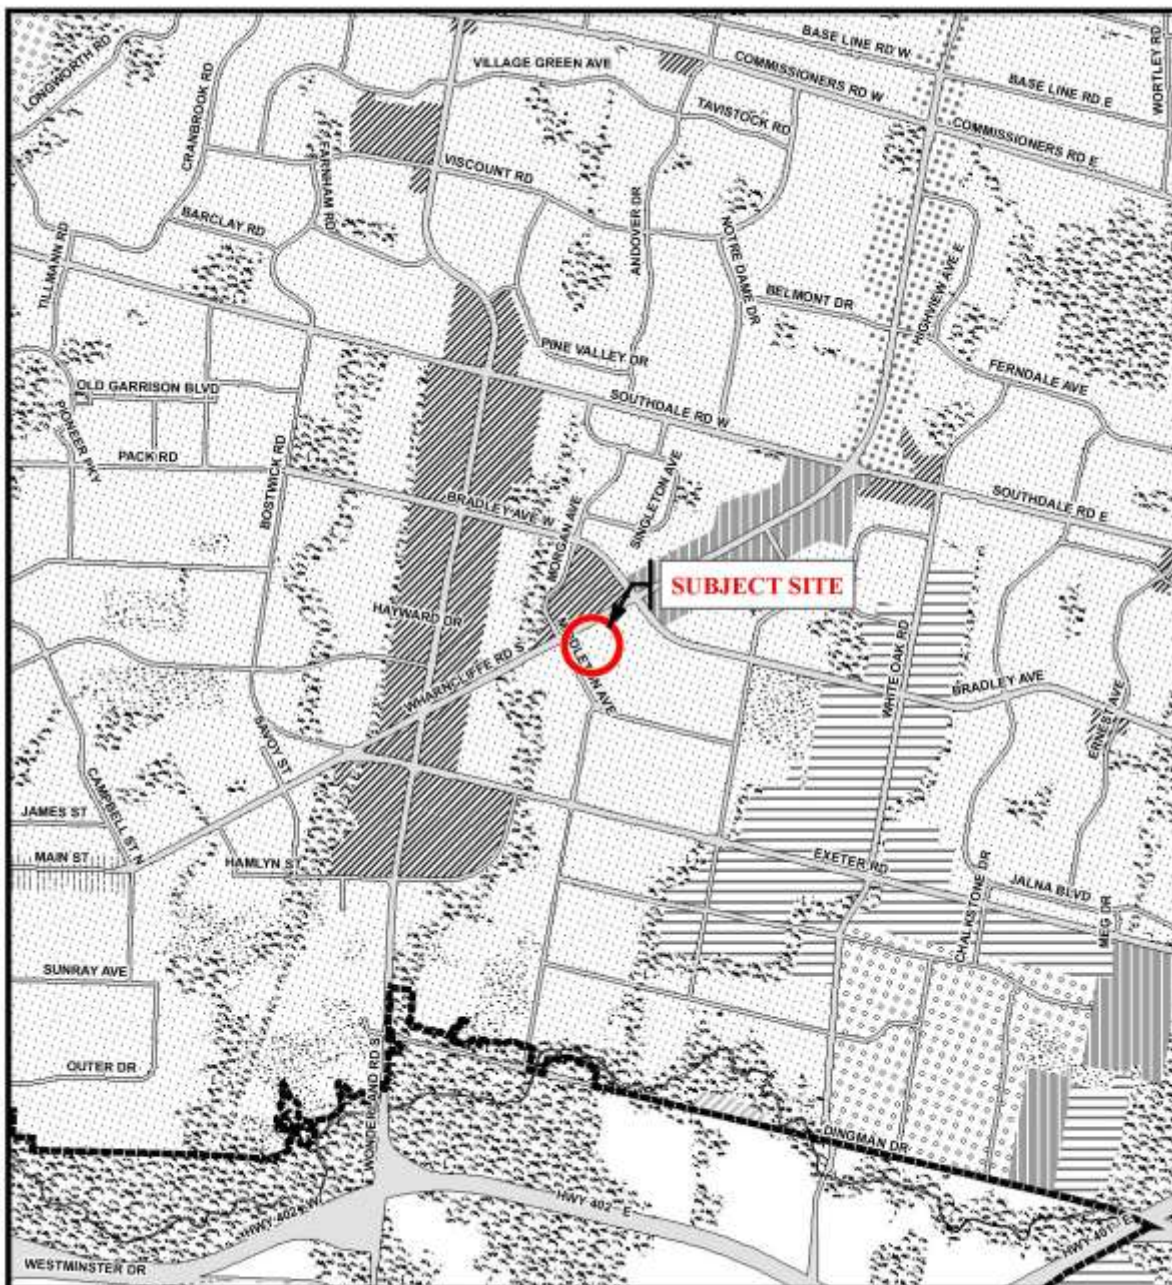 BASE LINE RD W
WORTLEY RD
LONGWORTH RD
VILLAGE GREEN AVE
COMMISSIONERS RD W
BASE LINE RD E
CRANBROOK RD
TAVISTOCK RD
COMMISSIONERS RD E
FARNHAM RD
VISCOUNT RD
BARCLAY RD
ANDOVER DR
NOTRE DAME DR
TILLMANN RD
HIGHVIEW AVE E
BELMONT DR
PINE VALLEY DR
FERNDALE AVE
OLD GARRISON BLVD
SOUTHDALE RD W
PIONEER PKY
PACK RD
BOSTWICK RD
SINGLETON AVE
BRADLEY AVE W
MORGAN AVE
SOUTHDALE RD E
SUBJECT SITE
HAYWARD DR
WHARNCLIFFE RD S
MIDDLETON AVE
WHITE OAK RD
BRADLEY AVE
ERNEST AVE
SAVOY ST
CAMPBELL ST N
JAMES ST
MAIN ST
HAMLYN ST
EXETER RD
CHALKSTONE DR
JALNA BLVD
MEG DR
SUNRAY AVE
OUTER DR
WONDERLAND RD S
DINGMAN DR
HWY 402 W
HWY 402 E
HWY 401 E
WESTMINSTER DR